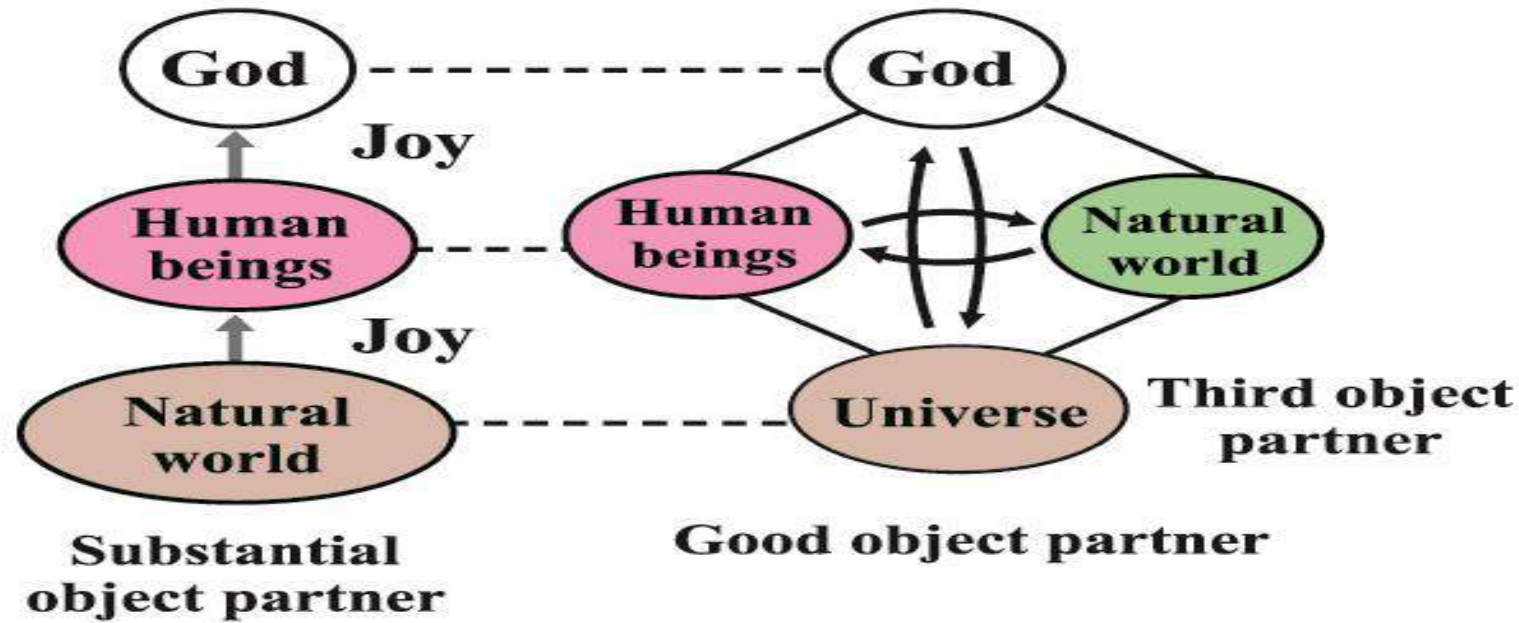 God
God
Joy
Human
beings
Human
beings
Natural
world
Joy
Natural
world
Universe
Third object
partner
Substantial
object partner
Good object partner